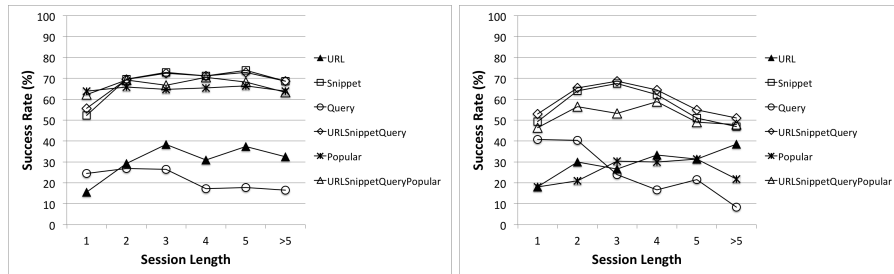 100
90
80
70
60
50
40
30
20
10
0
Success Rate (%)
1 2 3 4 5 >5
Session Length
URL
Snippet
Query
URLSnippetQuery
Popular
URLSnippetQueryPopular
100
90
80
70
60
50
40
30
20
10
0
Success Rate (%)
1 2 3 4 5 >5
Session Length
URL
Snippet
Query
URLSnippetQuery
Popular
URLSnippetQueryPopular